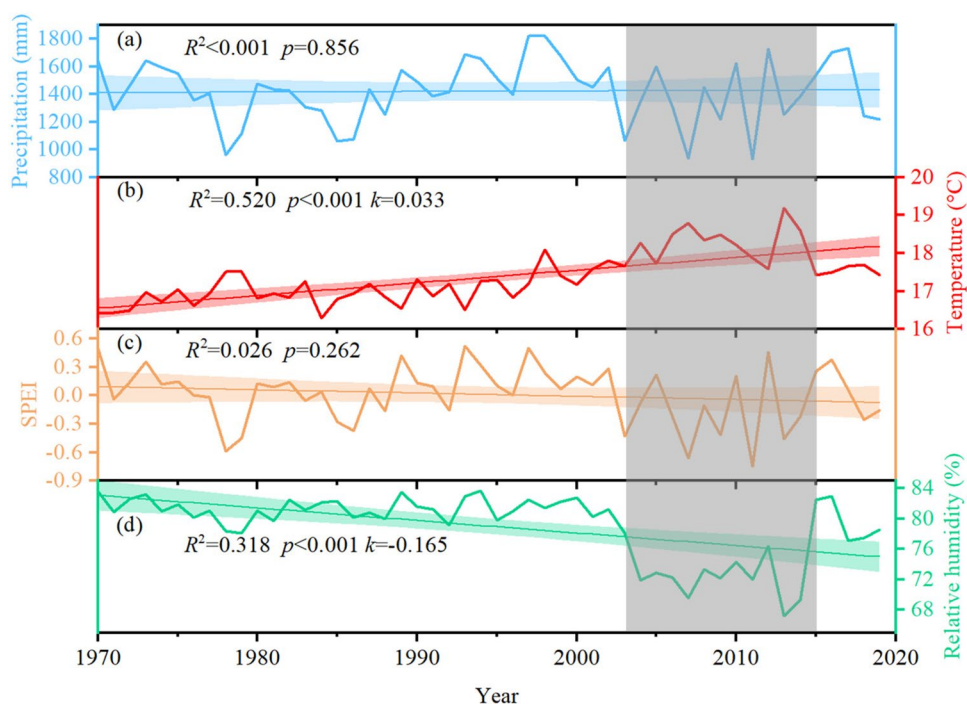 (a)
R²<0.001 p=0.856
Precipitation (mm)
1800
1600
1400
1200
1000
800
(b)
R²=0.520 p<0.001 k=0.033
20
19
18
17
16
Temperature (°C)
(c)
R²=0.026 p=0.262
SPEI
0.6
0.3
0.0
-0.3
-0.6
-0.9
(d)
R²=0.318 p<0.001 k=-0.165
84
80
76
72
68
Relative humidity (%)
1970 1980 1990 2000 2010 2020
Year